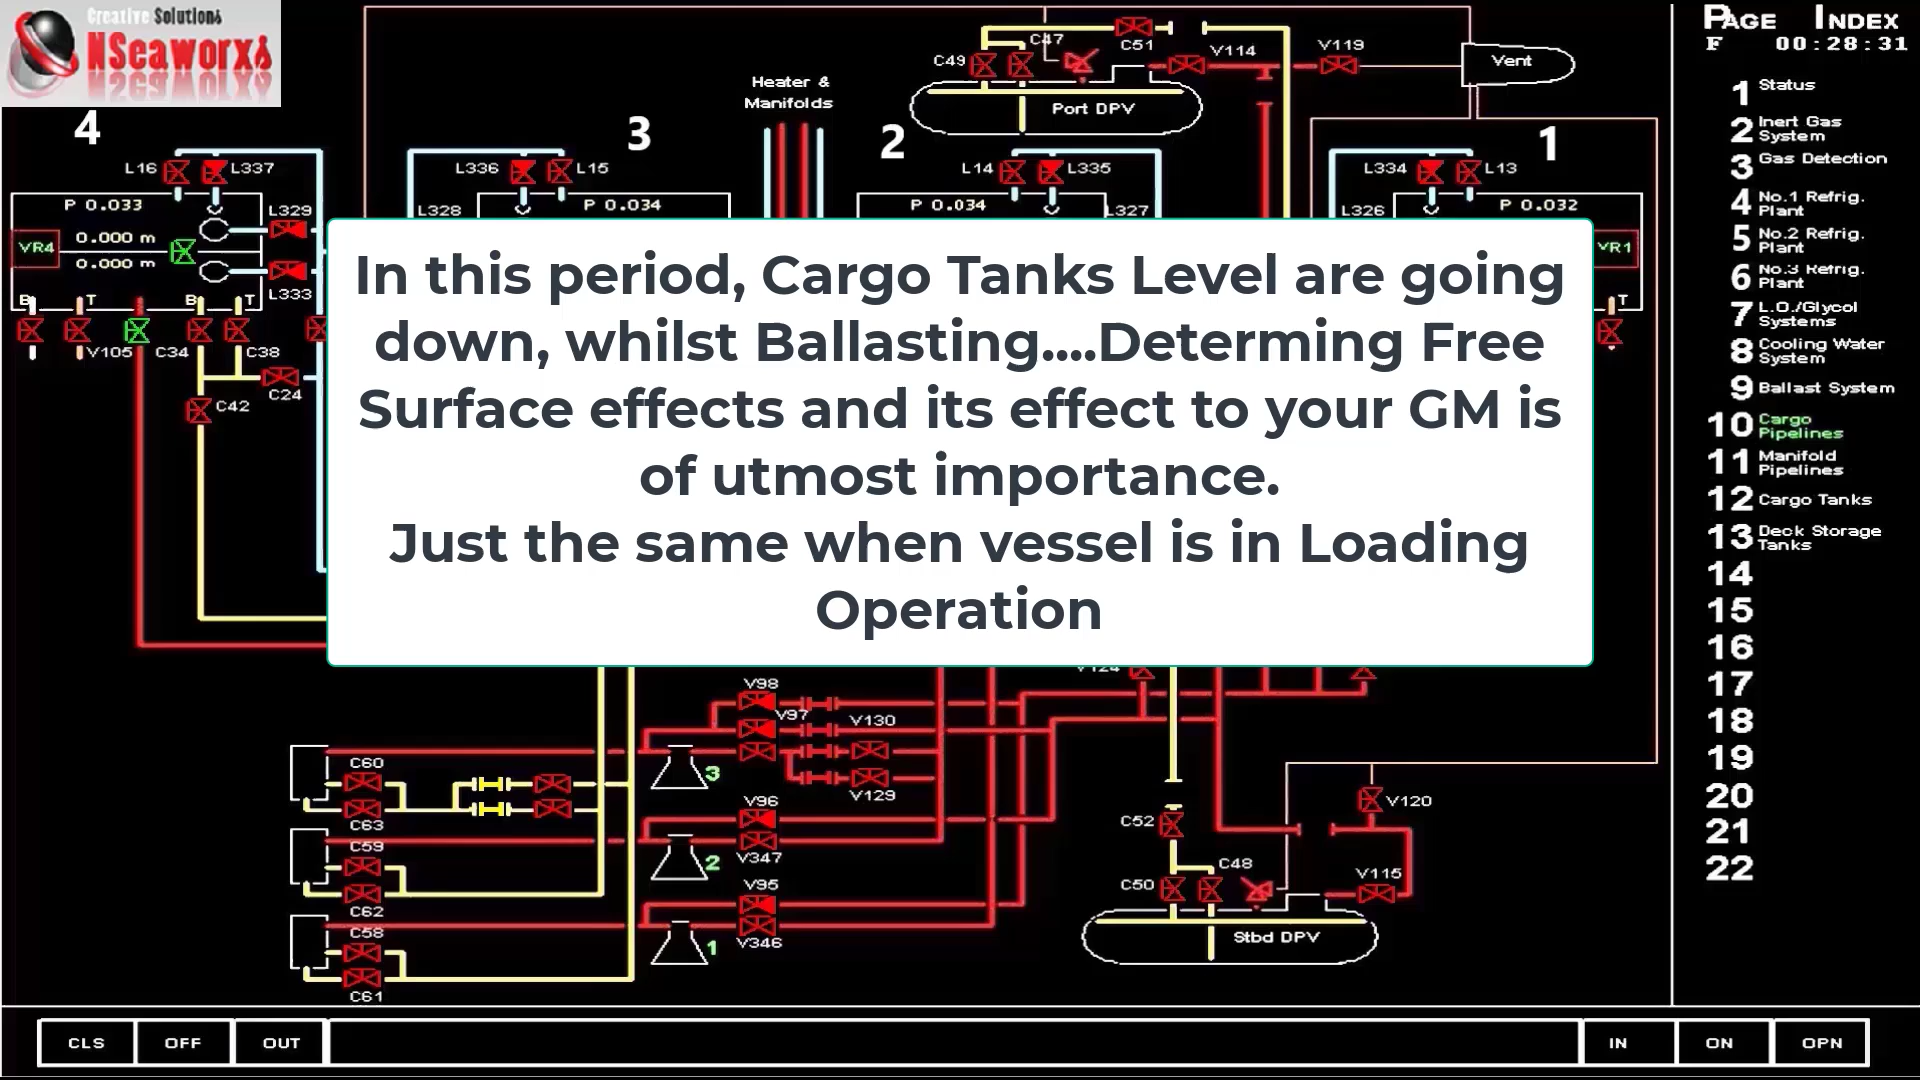 Creative Solutions
NSeaworx
PAGE INDEX
F 00:28:31
1 Status
2 Inert Gas System
3 Gas Detection
4 No.1 Refrig. Plant
5 No.2 Refrig. Plant
6 No.3 Refrig. Plant
7 L.O./Glycol Systems
8 Cooling Water System
9 Ballast System
10 Cargo Pipelines
11 Manifold Pipelines
12 Cargo Tanks
13 Deck Storage Tanks
14
15
16
17
18
19
20
21
22
C47
C51
C49
V114
V119
Vent
Port DPV
Heater &
Manifolds
4
3
2
1
L16
L337
L336
L15
L14
L335
L334
L13
P 0.033
P 0.034
P 0.034
P 0.032
L329
L328
L327
L326
VR4
0.000 m
0.000 m
VR1
L333
B
T
B
T
T
V105
C34
C38
C24
C42
In this period, Cargo Tanks Level are going
down, whilst Ballasting....Determing Free
Surface effects and its effect to your GM is
of utmost importance.
Just the same when vessel is in Loading
Operation
V124
V98
V97
V130
3
V129
C60
C63
V96
C59
2
V347
C62
V95
C58
1
V346
C61
C52
C50
C48
V120
V115
Stbd DPV
CLS
OFF
OUT
IN
ON
OPN